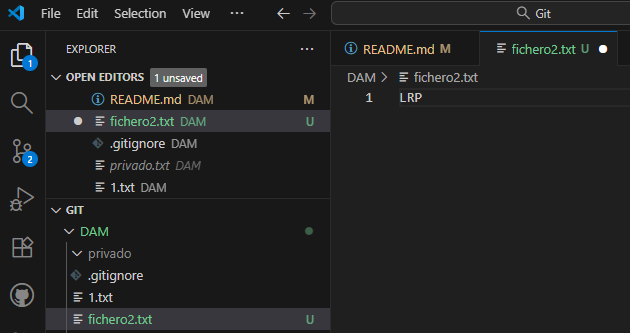 File Edit Selection View ··· Git
EXPLORER ···
README.md M fichero2.txt U
OPEN EDITORS 1 unsaved
DAM > fichero2.txt
1 LRP
1
README.md DAM M
fichero2.txt DAM U
.gitignore DAM
2
privado.txt DAM
1.txt DAM
GIT
DAM
privado
.gitignore
1.txt
fichero2.txt U